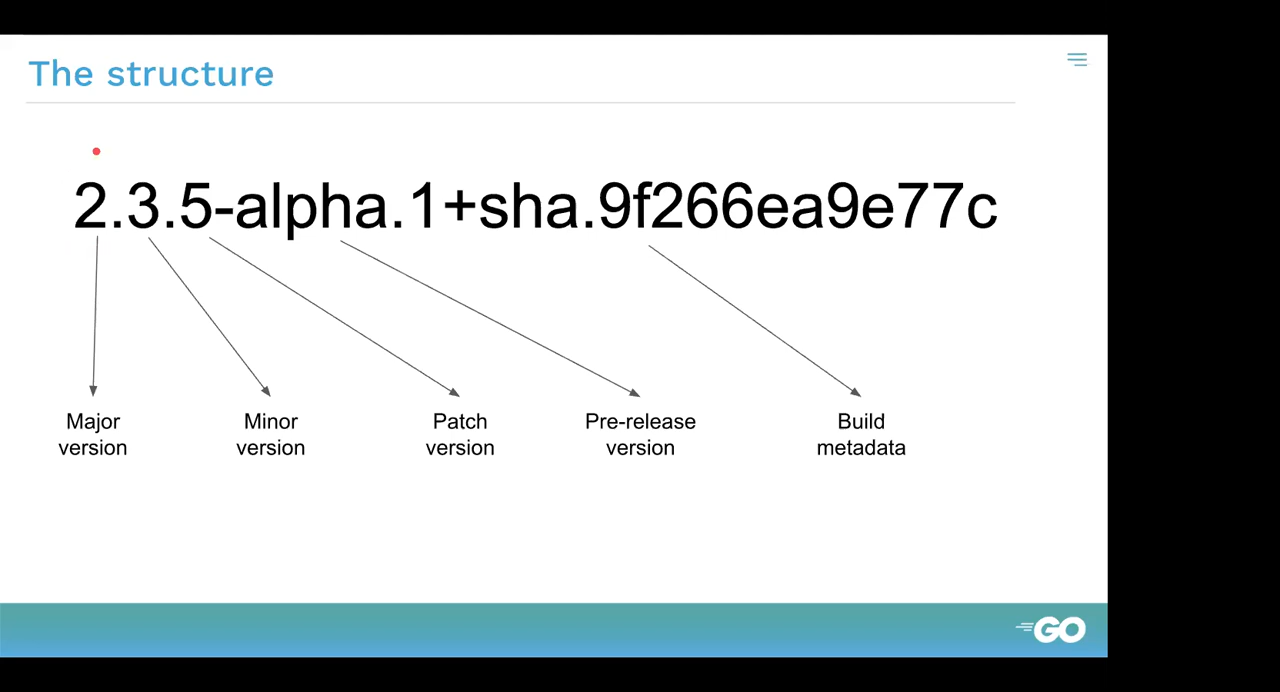 The structure
2.3.5-alpha.1+sha.9f266ea9e77c
Major version
Minor version
Patch version
Pre-release version
Build metadata
GO